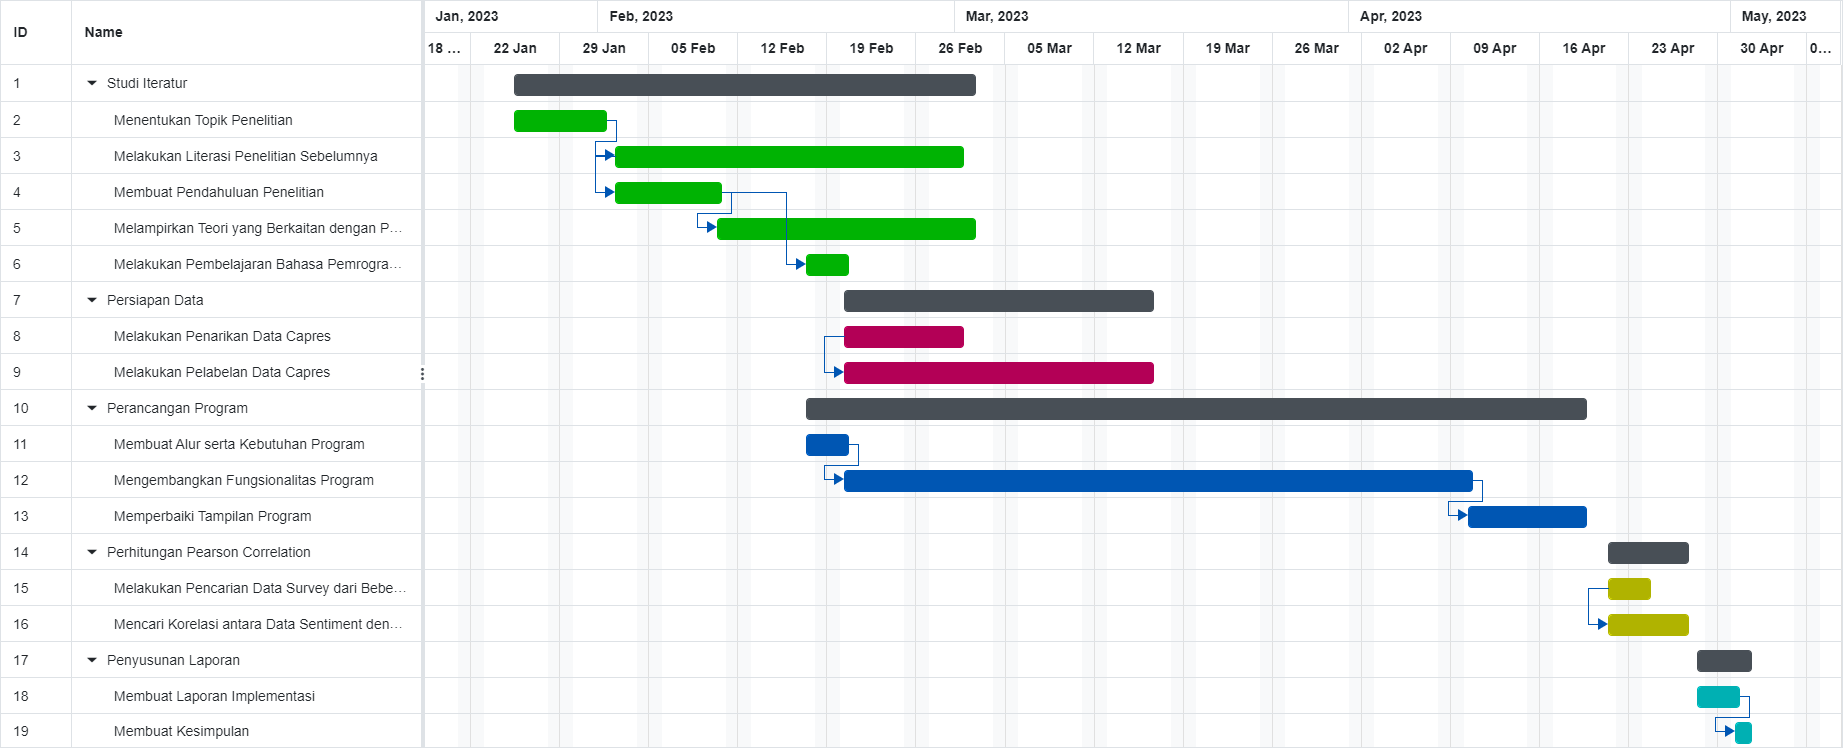 ID Name Jan, 2023 Feb, 2023 Mar, 2023 Apr, 2023 May, 2023
18 ... 22 Jan 29 Jan 05 Feb 12 Feb 19 Feb 26 Feb 05 Mar 12 Mar 19 Mar 26 Mar 02 Apr 09 Apr 16 Apr 23 Apr 30 Apr 0...
1 Studi Iteratur
2 Menentukan Topik Penelitian
3 Melakukan Literasi Penelitian Sebelumnya
4 Membuat Pendahuluan Penelitian
5 Melampirkan Teori yang Berkaitan dengan P...
6 Melakukan Pembelajaran Bahasa Pemrogra...
7 Persiapan Data
8 Melakukan Penarikan Data Capres
9 Melakukan Pelabelan Data Capres
10 Perancangan Program
11 Membuat Alur serta Kebutuhan Program
12 Mengembangkan Fungsionalitas Program
13 Memperbaiki Tampilan Program
14 Perhitungan Pearson Correlation
15 Melakukan Pencarian Data Survey dari Bebe...
16 Mencari Korelasi antara Data Sentiment den...
17 Penyusunan Laporan
18 Membuat Laporan Implementasi
19 Membuat Kesimpulan